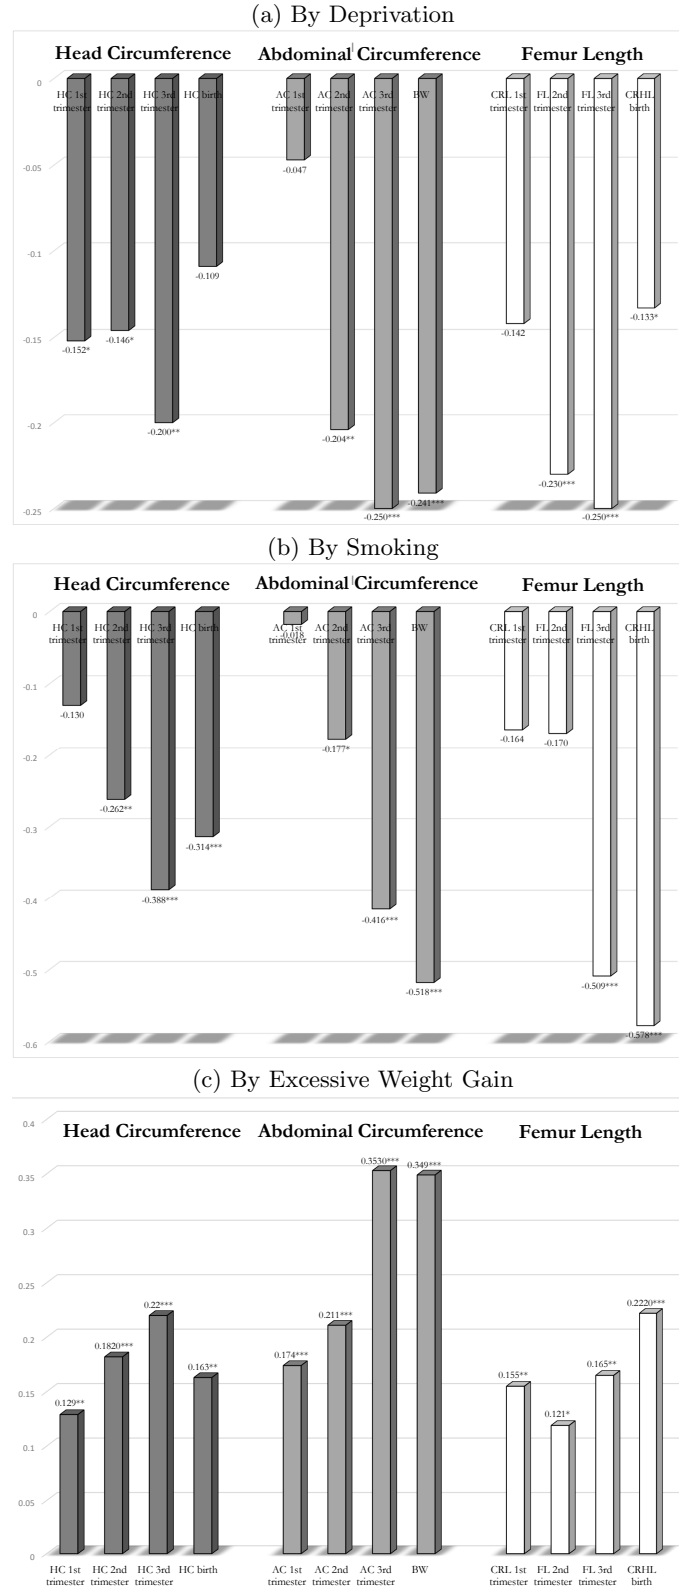 (a) By Deprivation
Head Circumference
Abdominal Circumference
Femur Length
0
-0.05
-0.1
-0.15
-0.2
-0.25
HC 1st
trimester
HC 2nd
trimester
HC 3rd
trimester
HC birth
AC 1st
trimester
AC 2nd
trimester
AC 3rd
trimester
BW
CRL 1st
trimester
FL 2nd
trimester
FL 3rd
trimester
CRHL
birth
-0.152*
-0.146*
-0.200**
-0.109
-0.047
-0.204**
-0.250***
-0.241***
-0.142
-0.230***
-0.250***
-0.133*
(b) By Smoking
Head Circumference
Abdominal Circumference
Femur Length
0
-0.1
-0.2
-0.3
-0.4
-0.5
-0.6
HC 1st
trimester
HC 2nd
trimester
HC 3rd
trimester
HC birth
AC 1st
trimester
AC 2nd
trimester
AC 3rd
trimester
BW
CRL 1st
trimester
FL 2nd
trimester
FL 3rd
trimester
CRHL
birth
-0.130
-0.262**
-0.388***
-0.314***
-0.018
-0.177*
-0.416***
-0.518***
-0.164
-0.170
-0.509***
-0.578***
(c) By Excessive Weight Gain
Head Circumference
Abdominal Circumference
Femur Length
0.4
0.35
0.3
0.25
0.2
0.15
0.1
0.05
0
0.129**
0.1820***
0.22***
0.163**
0.174***
0.211***
0.3530***
0.349***
0.155**
0.121*
0.165**
0.2220***
HC 1st
trimester
HC 2nd
trimester
HC 3rd
trimester
HC birth
AC 1st
trimester
AC 2nd
trimester
AC 3rd
trimester
BW
CRL 1st
trimester
FL 2nd
trimester
FL 3rd
trimester
CRHL
birth